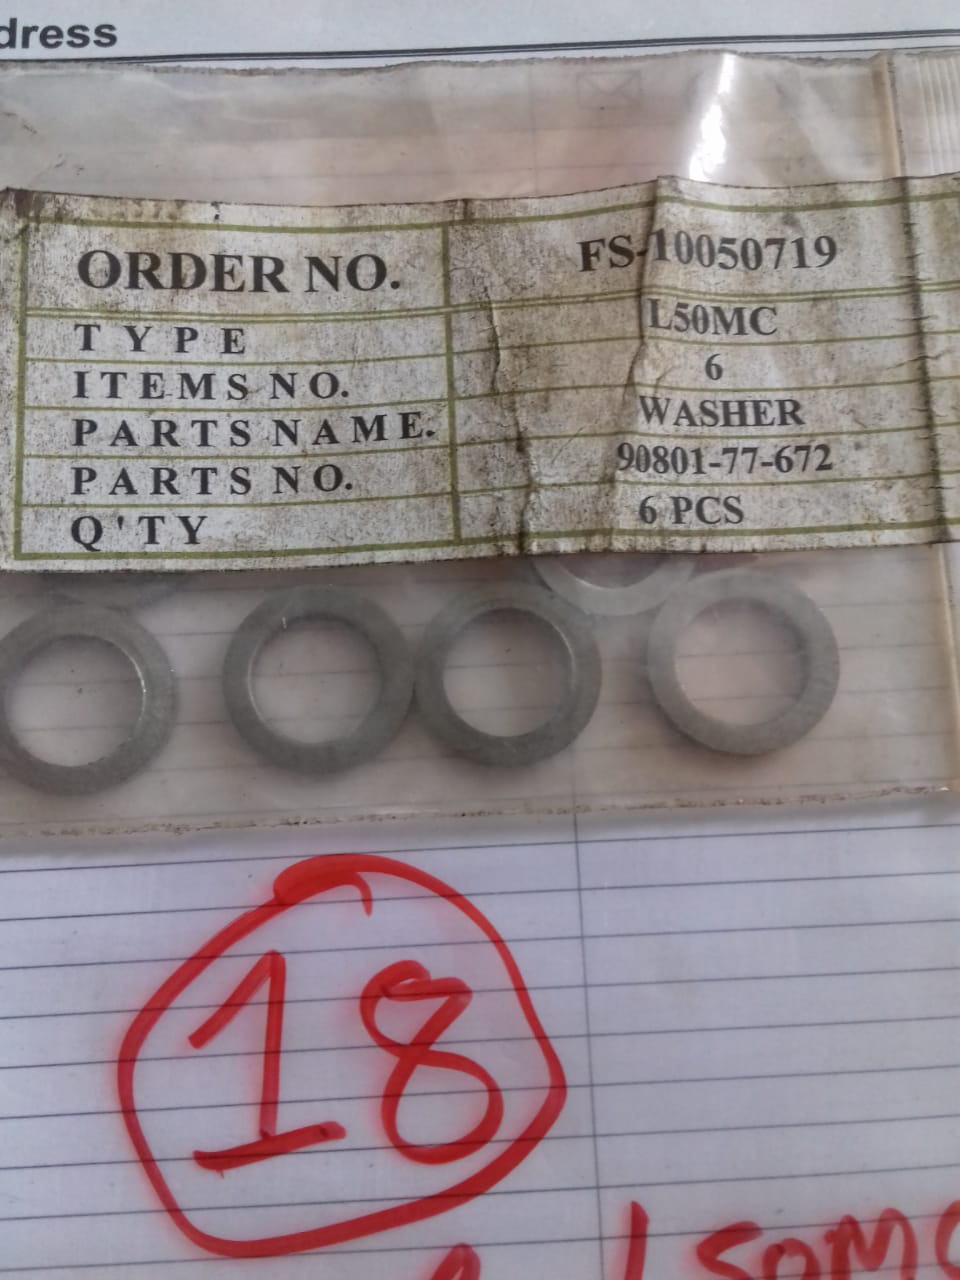 dress
ORDER NO. FS-10050719
TYPE L50MC
ITEMS NO. 6
PARTS NAME. WASHER
PARTS NO. 90801-77-672
Q'TY 6 PCS
18
L50MC